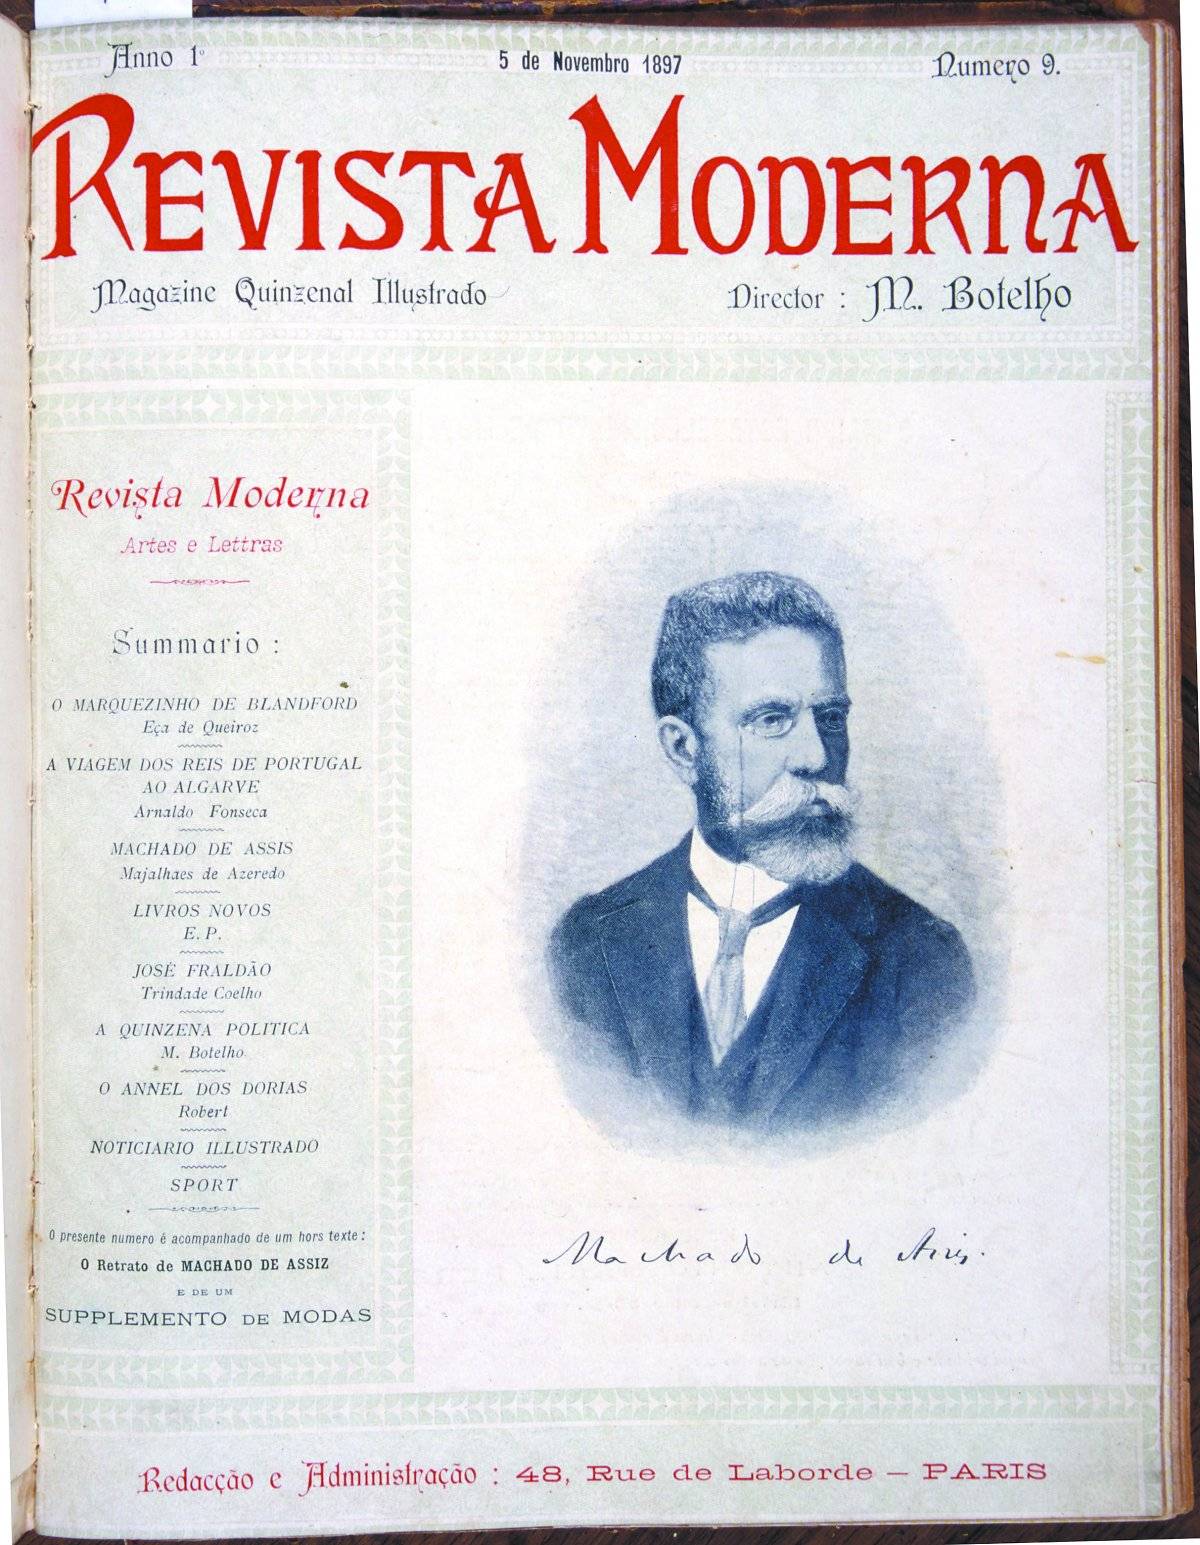 Anno 1º
5 de Novembro 1897
Numero 9.
REVISTA MODERNA
Magazine Quinzenal Illustrado
Director : M. Botelho
Revista Moderna
Artes e Lettras
Summario :
O MARQUEZINHO DE BLANDFORD
Eça de Queiroz
A VIAGEM DOS REIS DE PORTUGAL
AO ALGARVE
Arnaldo Fonseca
MACHADO DE ASSIS
Majalhaes de Azeredo
LIVROS NOVOS
E. P.
JOSÉ FRALDÃO
Trindade Coelho
A QUINZENA POLITICA
M. Botelho
O ANNEL DOS DORIAS
Robert
NOTICIARIO ILLUSTRADO
SPORT
O presente numero é acompanhado de um hors texte :
O Retrato de MACHADO DE ASSIZ
E DE UM
SUPPLEMENTO DE MODAS
Machado de Assis.
Redacção e Administração : 48, Rue de Laborde — PARIS